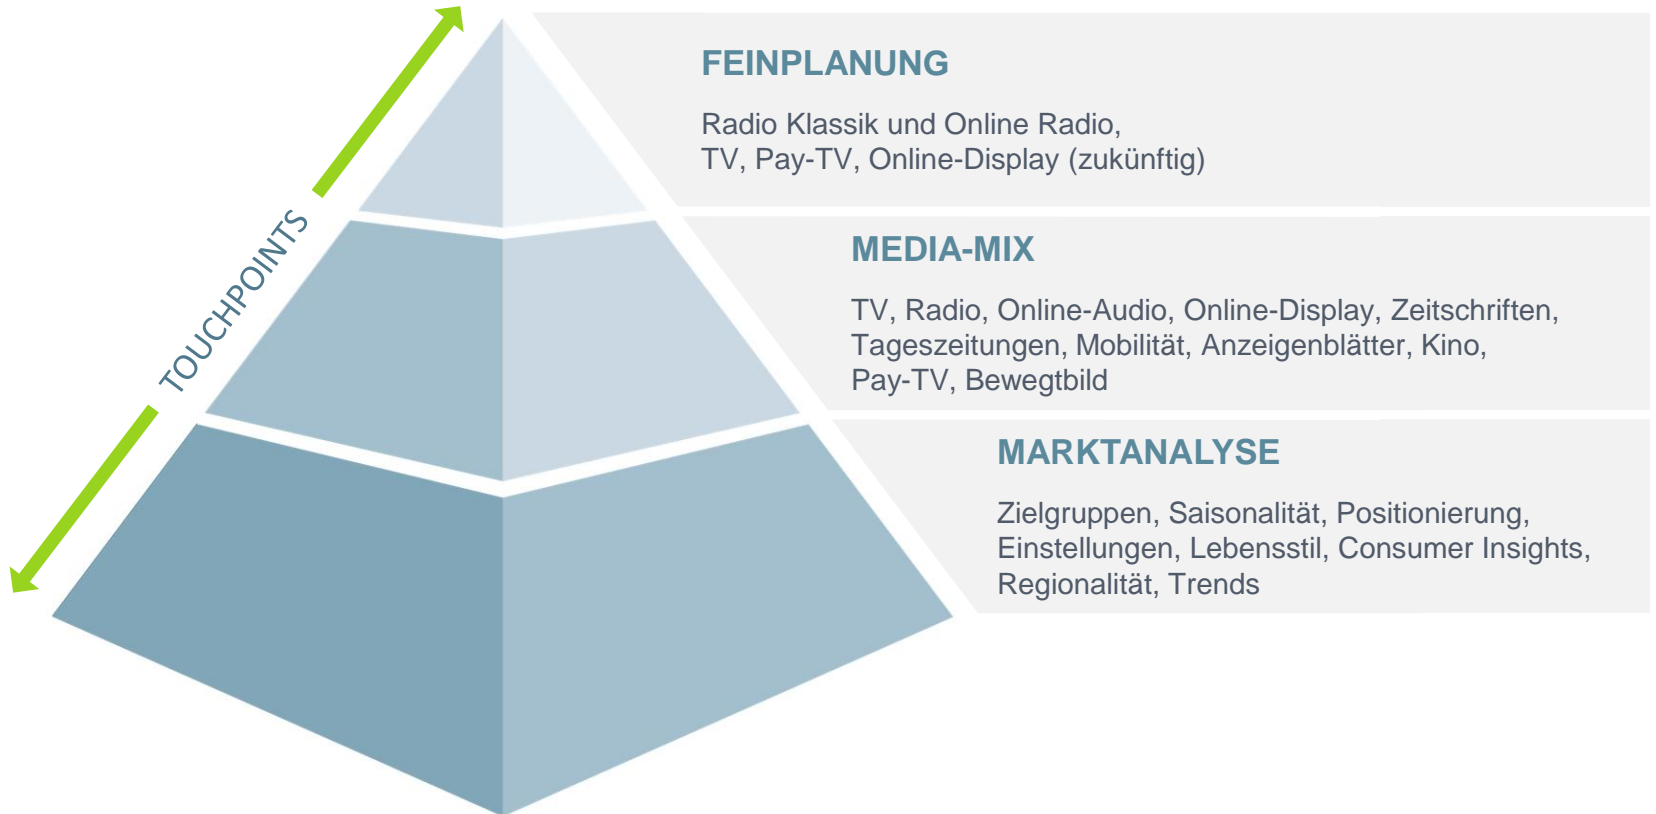 TOUCHPOINTS
FEINPLANUNG
Radio Klassik und Online Radio,
TV, Pay-TV, Online-Display (zukünftig)
MEDIA-MIX
TV, Radio, Online-Audio, Online-Display, Zeitschriften,
Tageszeitungen, Mobilität, Anzeigenblätter, Kino,
Pay-TV, Bewegtbild
MARKTANALYSE
Zielgruppen, Saisonalität, Positionierung,
Einstellungen, Lebensstil, Consumer Insights,
Regionalität, Trends